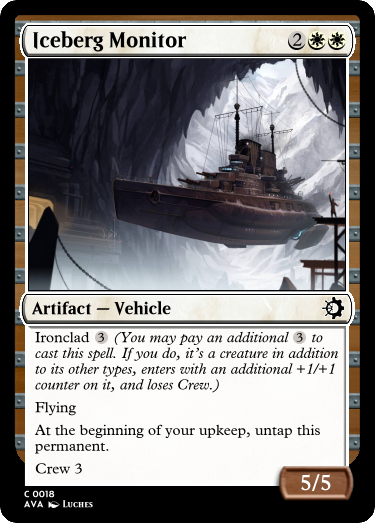 Iceberg Monitor 2
Artifact — Vehicle
Ironclad 3 (You may pay an additional 3 to
cast this spell. If you do, it's a creature in addition
to its other types, enters with an additional +1/+1
counter on it, and loses Crew.)
Flying
At the beginning of your upkeep, untap this
permanent.
Crew 3
5/5
C 0018
AVA Luches